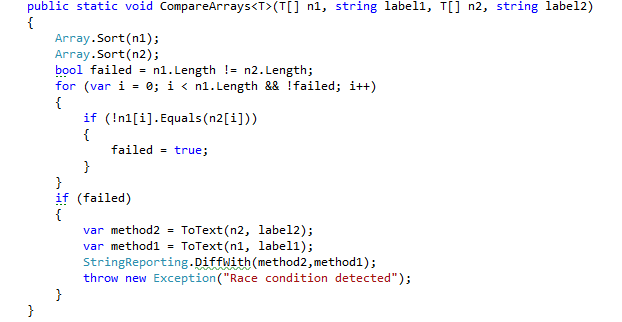 public static void CompareArrays<T>(T[] n1, string label1, T[] n2, string label2)
{
    Array.Sort(n1);
    Array.Sort(n2);
    bool failed = n1.Length != n2.Length;
    for (var i = 0; i < n1.Length && !failed; i++)
    {
        if (!n1[i].Equals(n2[i]))
        {
            failed = true;
        }
    }
    if (failed)
    {
        var method2 = ToText(n2, label2);
        var method1 = ToText(n1, label1);
        StringReporting.DiffWith(method2,method1);
        throw new Exception("Race condition detected");
    }
}